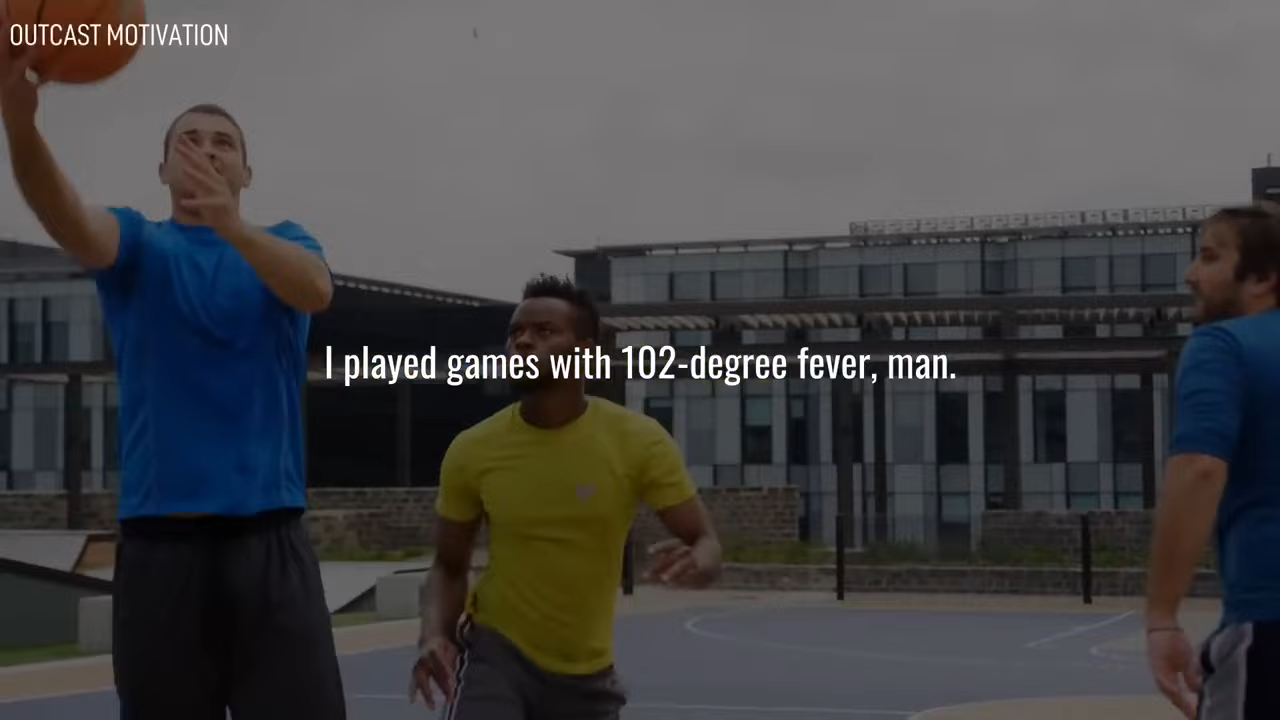 OUTCAST MOTIVATION
I played games with 102-degree fever, man.